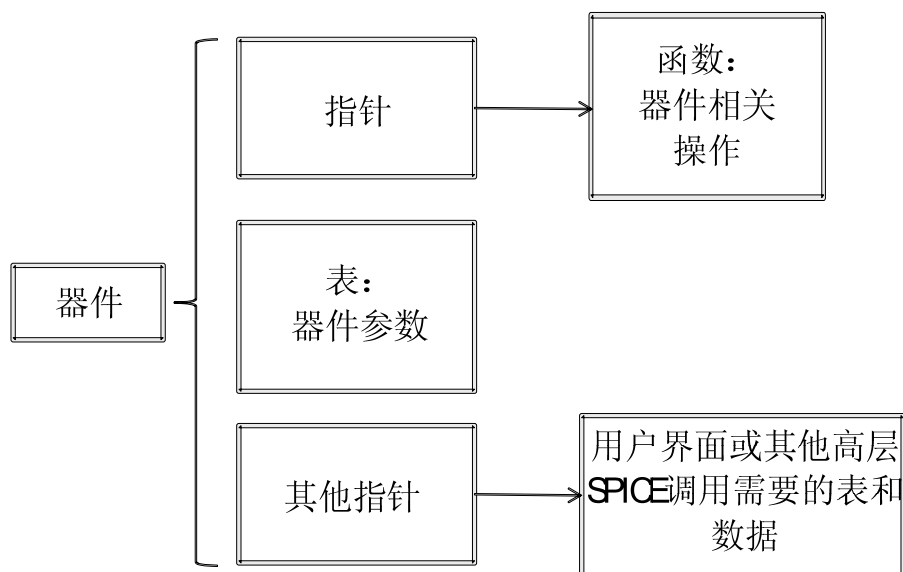 指针
函数：
器件相关
操作
器件
表：
器件参数
其他指针
用户界面或其他高层
SPICE调用需要的表和
数据